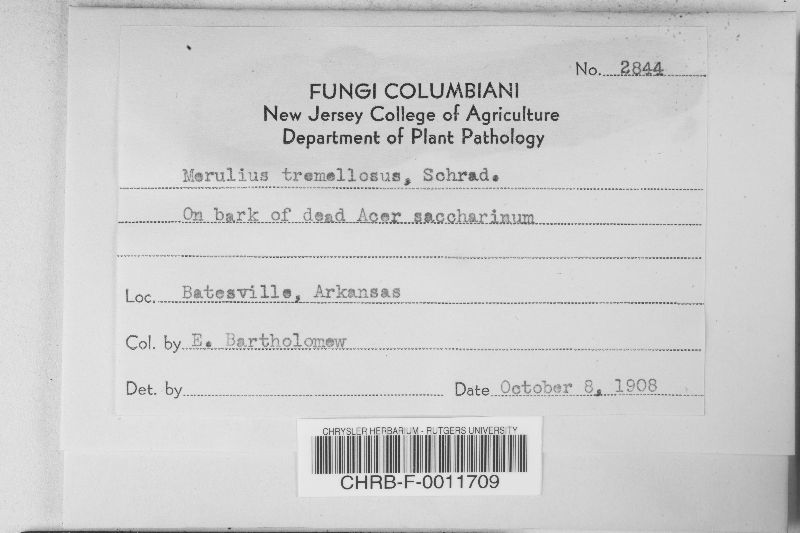 No. 2844
FUNGI COLUMBIANI
New Jersey College of Agriculture
Department of Plant Pathology
Merulius tremellosus, Schrad.
On bark of dead Acer saccharinum
Loc. Batesville, Arkansas
Col. by E. Bartholomew
Det. by
Date October 8, 1908
CHRYSLER HERBARIUM - RUTGERS UNIVERSITY
CHRB-F-0011709